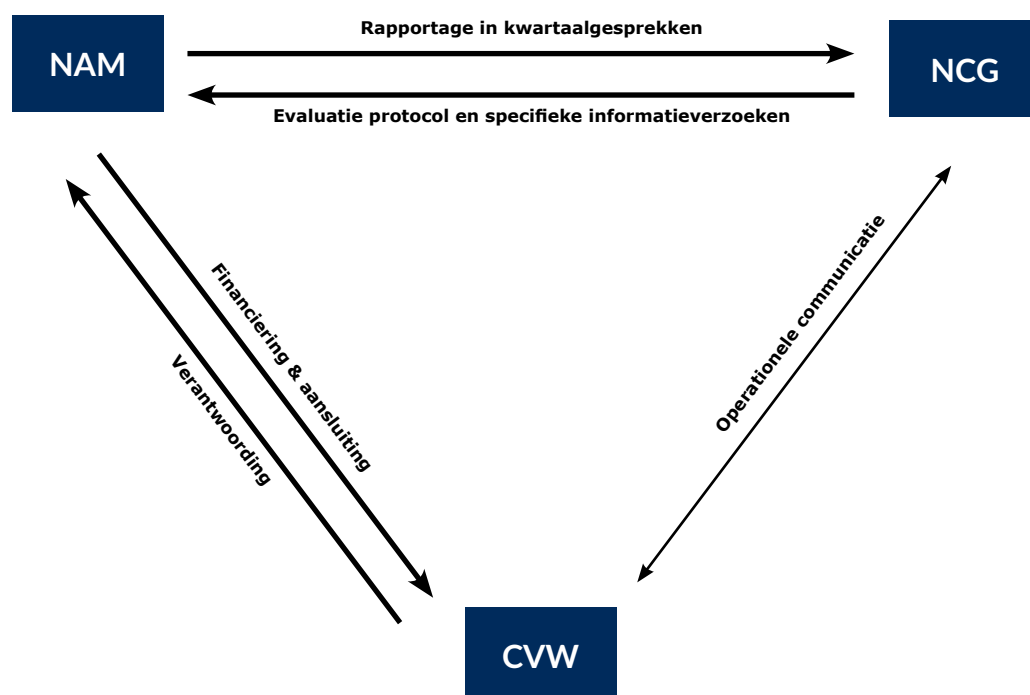 Rapportage in kwartaalgesprekken
NAM
NCG
Evaluatie protocol en specifieke informatieverzoeken
Financiering & aansluiting
Verantwoording
Operationele communicatie
CVW